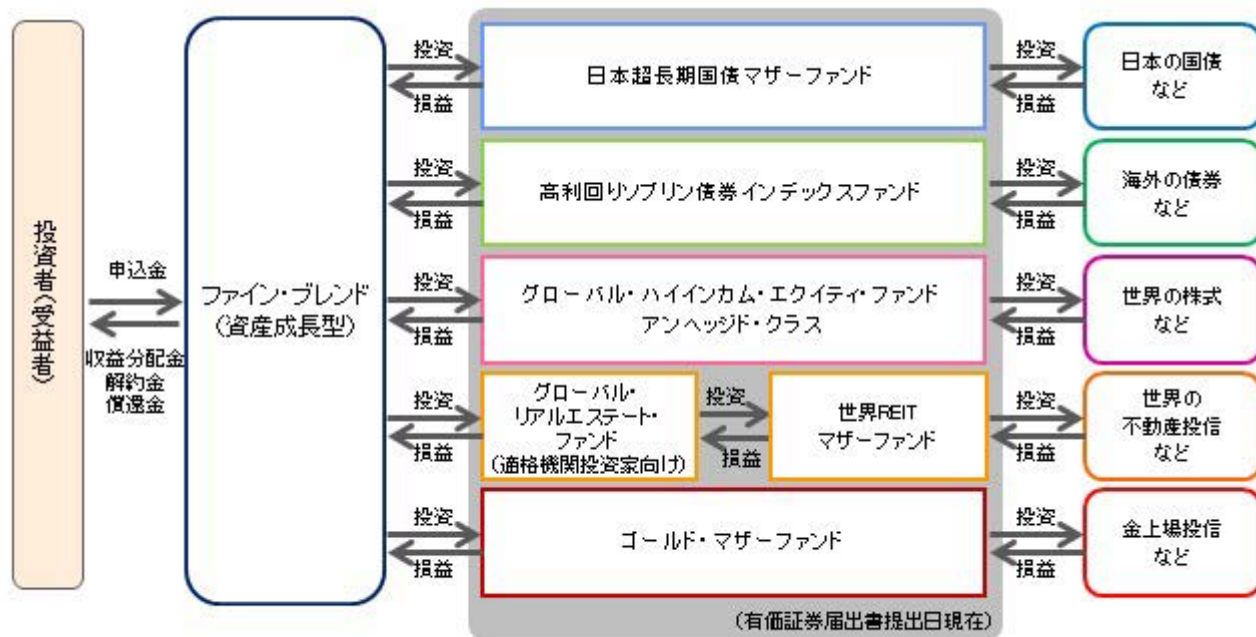 投資者(受益者)
申込金
収益分配金
解約金
償還金
ファイン・ブレンド
(資産成長型)
投資
損益
日本超長期国債マザーファンド
投資
損益
日本の国債
など
投資
損益
高利回りソブリン債券インデックスファンド
投資
損益
海外の債券
など
投資
損益
グローバル・ハイインカム・エクイティ・ファンド
アンヘッジド・クラス
投資
損益
世界の株式
など
投資
損益
グローバル・
リアルエステート・
ファンド
(適格機関投資家向け)
投資
損益
世界REIT
マザーファンド
投資
損益
世界の
不動産投信
など
投資
損益
ゴールド・マザーファンド
投資
損益
金上場投信
など
(有価証券届出書提出日現在)